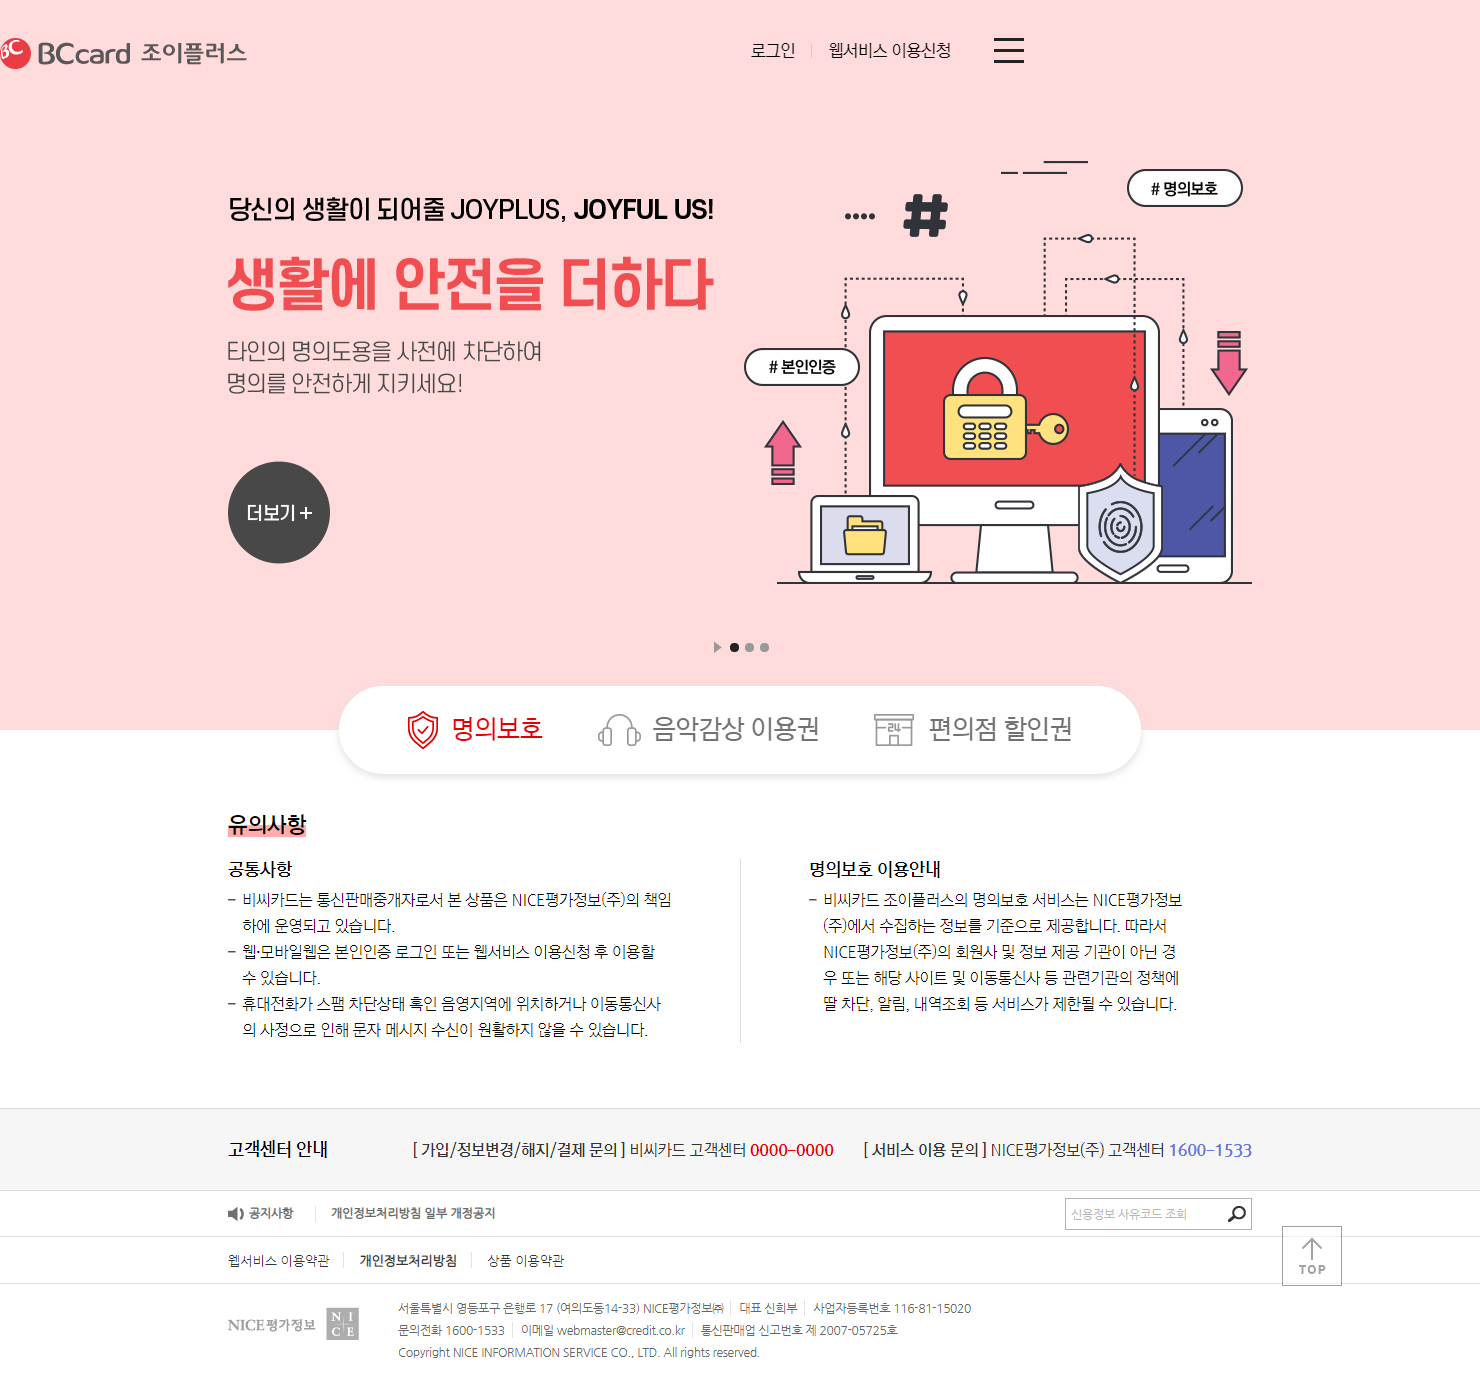 BC BCcard 조이플러스
로그인 웹서비스 이용신청
# 명의보호
#
당신의 생활이 되어줄 JOYPLUS, JOYFUL US!
생활에 안전을 더하다
타인의 명의도용을 사전에 차단하여
명의를 안전하게 지키세요!
# 본인인증
더보기 +
명의보호 음악감상 이용권 24 편의점 할인권
유의사항
공통사항
- 비씨카드는 통신판매중개자로서 본 상품은 NICE평가정보(주)의 책임
하에 운영되고 있습니다.
- 웹·모바일웹은 본인인증 로그인 또는 웹서비스 이용신청 후 이용할
수 있습니다.
- 휴대전화가 스팸 차단상태 혹인 음영지역에 위치하거나 이동통신사
의 사정으로 인해 문자 메시지 수신이 원활하지 않을 수 있습니다.
명의보호 이용안내
- 비씨카드 조이플러스의 명의보호 서비스는 NICE평가정보
(주)에서 수집하는 정보를 기준으로 제공합니다. 따라서
NICE평가정보(주)의 회원사 및 정보 제공 기관이 아닌 경
우 또는 해당 사이트 및 이동통신사 등 관련기관의 정책에
딸 차단, 알림, 내역조회 등 서비스가 제한될 수 있습니다.
고객센터 안내 [ 가입/정보변경/해지/결제 문의 ] 비씨카드 고객센터 0000-0000 [ 서비스 이용 문의 ] NICE평가정보(주) 고객센터 1600-1533
공지사항 개인정보처리방침 일부 개정공지 신용정보 사유코드 조회
웹서비스 이용약관 개인정보처리방침 상품 이용약관
TOP
NICE평가정보 NICE
서울특별시 영등포구 은행로 17 (여의도동14-33) NICE평가정보㈜ 대표 신희부 사업자등록번호 116-81-15020
문의전화 1600-1533 이메일 webmaster@credit.co.kr 통신판매업 신고번호 제 2007-05725호
Copyright NICE INFORMATION SERVICE CO., LTD. All rights reserved.